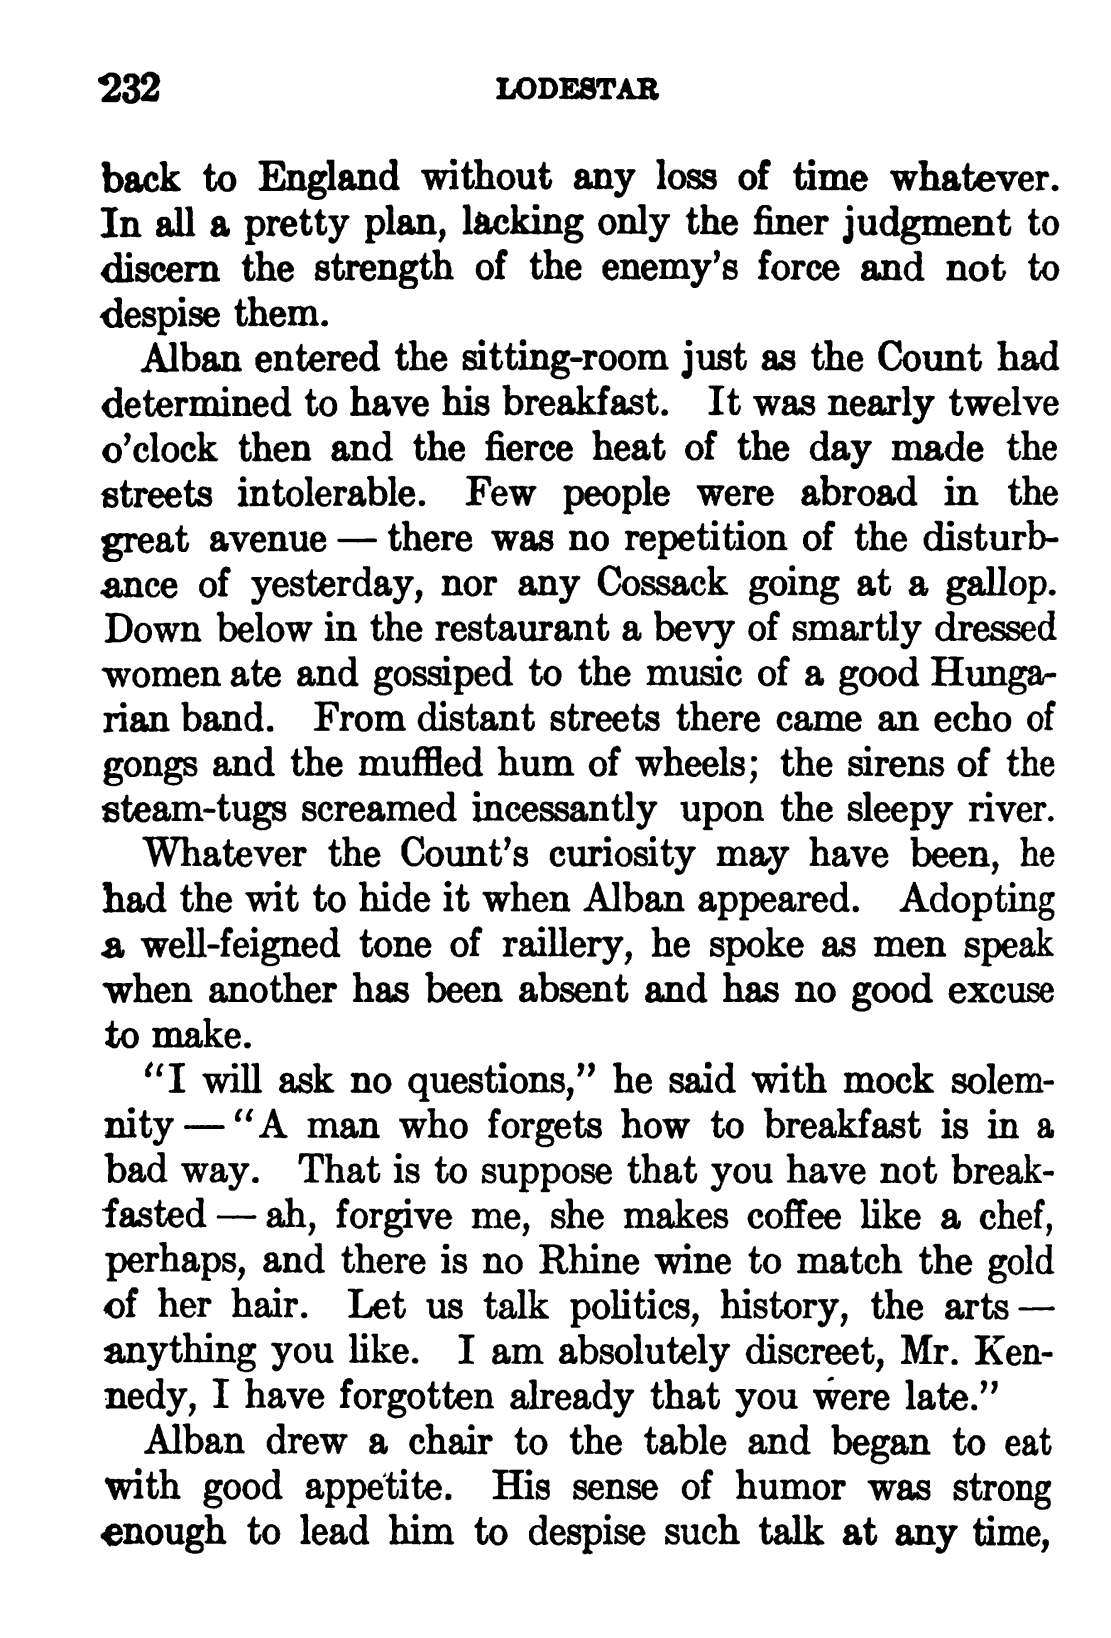 232 LODESTAR
back to England without any loss of time whatever.
In all a pretty plan, lacking only the finer judgment to
discern the strength of the enemy's force and not to
despise them.
Alban entered the sitting-room just as the Count had
determined to have his breakfast. It was nearly twelve
o'clock then and the fierce heat of the day made the
streets intolerable. Few people were abroad in the
great avenue — there was no repetition of the disturb-
ance of yesterday, nor any Cossack going at a gallop.
Down below in the restaurant a bevy of smartly dressed
women ate and gossiped to the music of a good Hunga-
rian band. From distant streets there came an echo of
gongs and the muffled hum of wheels; the sirens of the
steam-tugs screamed incessantly upon the sleepy river.
Whatever the Count's curiosity may have been, he
had the wit to hide it when Alban appeared. Adopting
a well-feigned tone of raillery, he spoke as men speak
when another has been absent and has no good excuse
to make.
"I will ask no questions," he said with mock solem-
nity — "A man who forgets how to breakfast is in a
bad way. That is to suppose that you have not break-
fasted — ah, forgive me, she makes coffee like a chef,
perhaps, and there is no Rhine wine to match the gold
of her hair. Let us talk politics, history, the arts —
anything you like. I am absolutely discreet, Mr. Ken-
nedy, I have forgotten already that you were late."
Alban drew a chair to the table and began to eat
with good appetite. His sense of humor was strong
enough to lead him to despise such talk at any time,